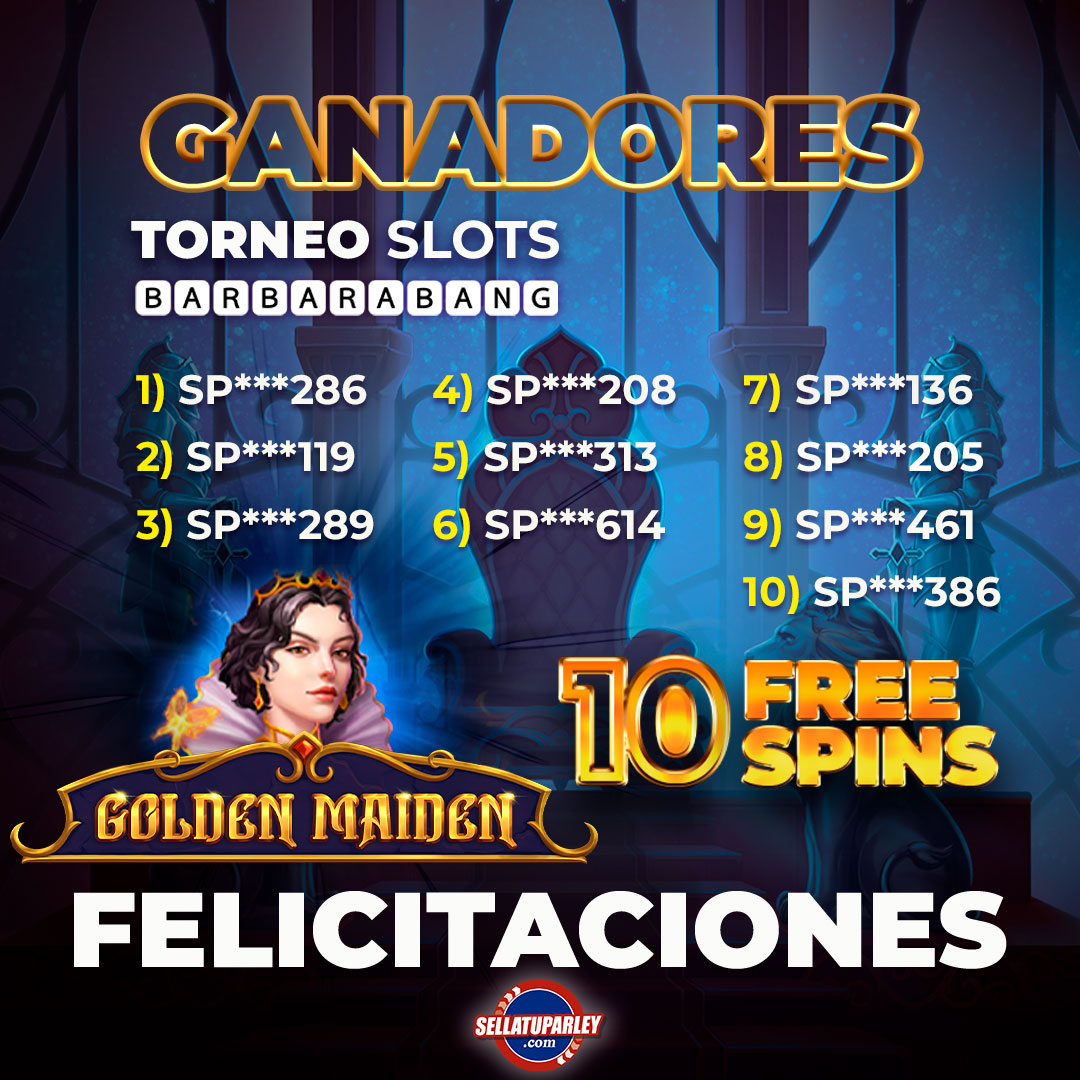 GANADORES
TORNEO SLOTS
BARBARABANG
1) SP***286
2) SP***119
3) SP***289
4) SP***208
5) SP***313
6) SP***614
7) SP***136
8) SP***205
9) SP***461
10) SP***386
10 FREE
SPINS
GOLDEN MAIDEN
FELICITACIONES
SELLATUPARLEY
.com